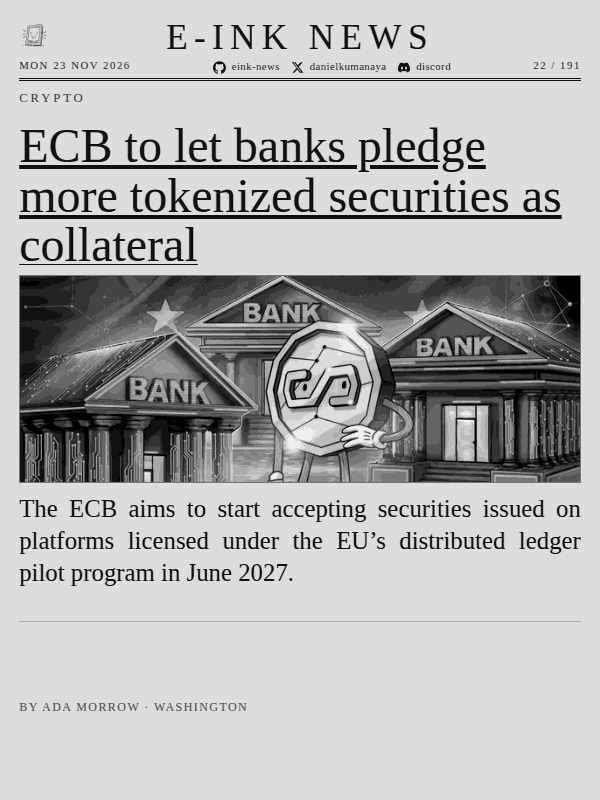 E-INK NEWS
MON 23 NOV 2026
eink-news danielkumanaya discord
22 / 191
CRYPTO
ECB to let banks pledge
more tokenized securities as
collateral
BANK
BANK
BANK
The ECB aims to start accepting securities issued on
platforms licensed under the EU’s distributed ledger
pilot program in June 2027.
BY ADA MORROW · WASHINGTON